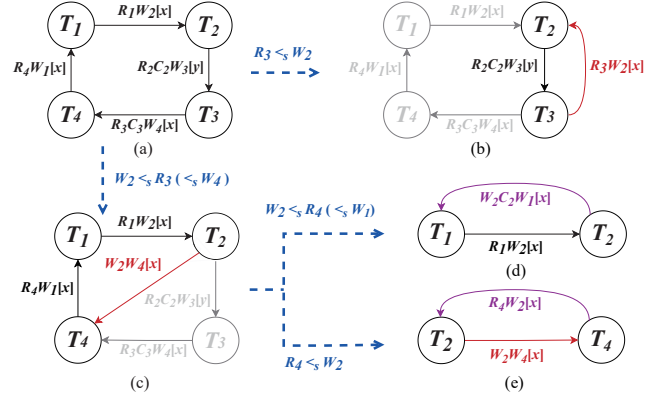 T1 R1W2[x] T2
R4W1[x] R2C2W3[y]
T4 R3C3W4[x] T3
(a)
R3 <s W2
T1 R1W2[x] T2
R4W1[x] R2C2W3[y] R3W2[x]
T4 R3C3W4[x] T3
(b)
W2 <s R3 ( <s W4)
T1 R1W2[x] T2
W2W4[x]
R4W1[x] R2C2W3[y]
T4 R3C3W4[x] T3
(c)
W2 <s R4 ( <s W1)
R4 <s W2
W2C2W1[x]
T1 R1W2[x] T2
(d)
R4W2[x]
T2 W2W4[x] T4
(e)